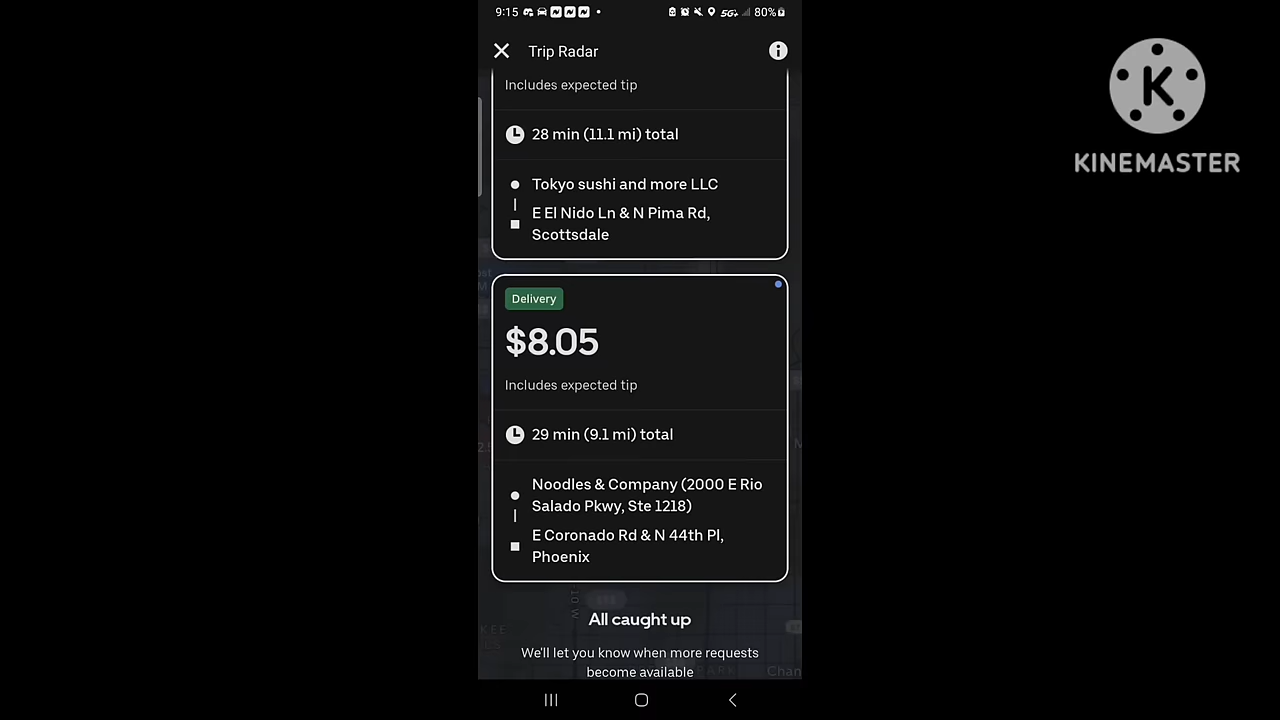 9:15
5G+
80%
Trip Radar
Includes expected tip
28 min (11.1 mi) total
Tokyo sushi and more LLC
E El Nido Ln & N Pima Rd,
Scottsdale
Delivery
$8.05
Includes expected tip
29 min (9.1 mi) total
Noodles & Company (2000 E Rio
Salado Pkwy, Ste 1218)
E Coronado Rd & N 44th Pl,
Phoenix
All caught up
We'll let you know when more requests
become available
K
KINEMASTER